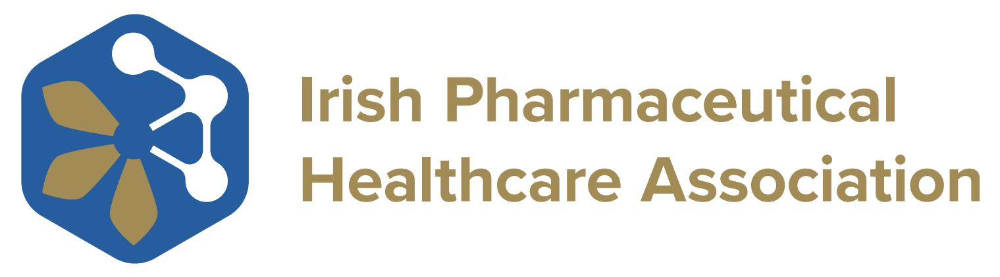 Irish Pharmaceutical
Healthcare Association